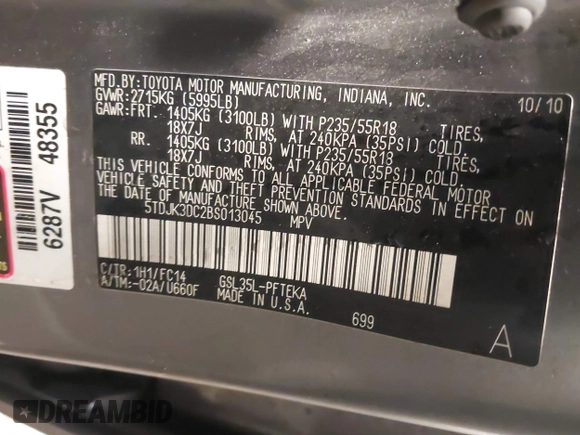 MFD.BY:TOYOTA MOTOR MANUFACTURING, INDIANA, INC. 10/10
GVWR:2715KG (5995LB)
GAWR:FRT. 1405KG (3100LB) WITH P235/55R18 TIRES,
18X7J RIMS, AT 240KPA (35PSI) COLD.
RR. 1405KG (3100LB) WITH P235/55R18 TIRES,
18X7J RIMS, AT 240KPA (35PSI) COLD.
THIS VEHICLE CONFORMS TO ALL APPLICABLE FEDERAL MOTOR
VEHICLE SAFETY AND THEFT PREVENTION STANDARDS IN EFFECT ON
THE DATE OF MANUFACTURE SHOWN ABOVE.
5TDJK3DC2BS013045 MPV
C/TR:1H1/FC14 GSL35L-PFTEKA
A/TM:-02A/U660F MADE IN U.S.A.
699
A
6287V 48355
DREAMBID